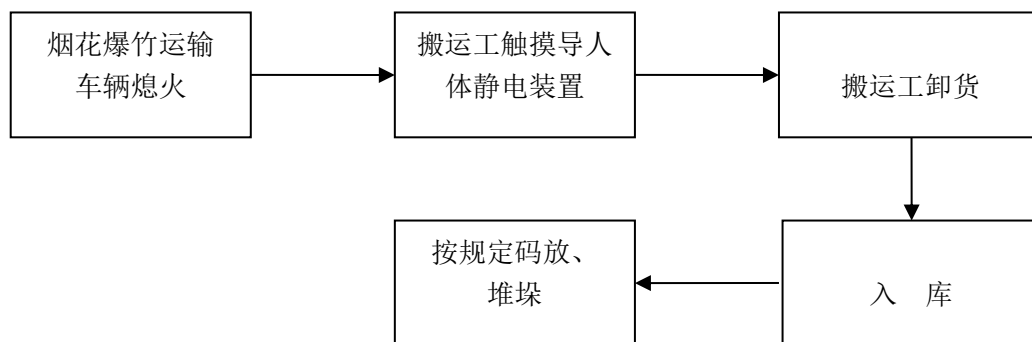 烟花爆竹运输
车辆熄火
搬运工触摸导人
体静电装置
搬运工卸货
入 库
按规定码放、
堆垛